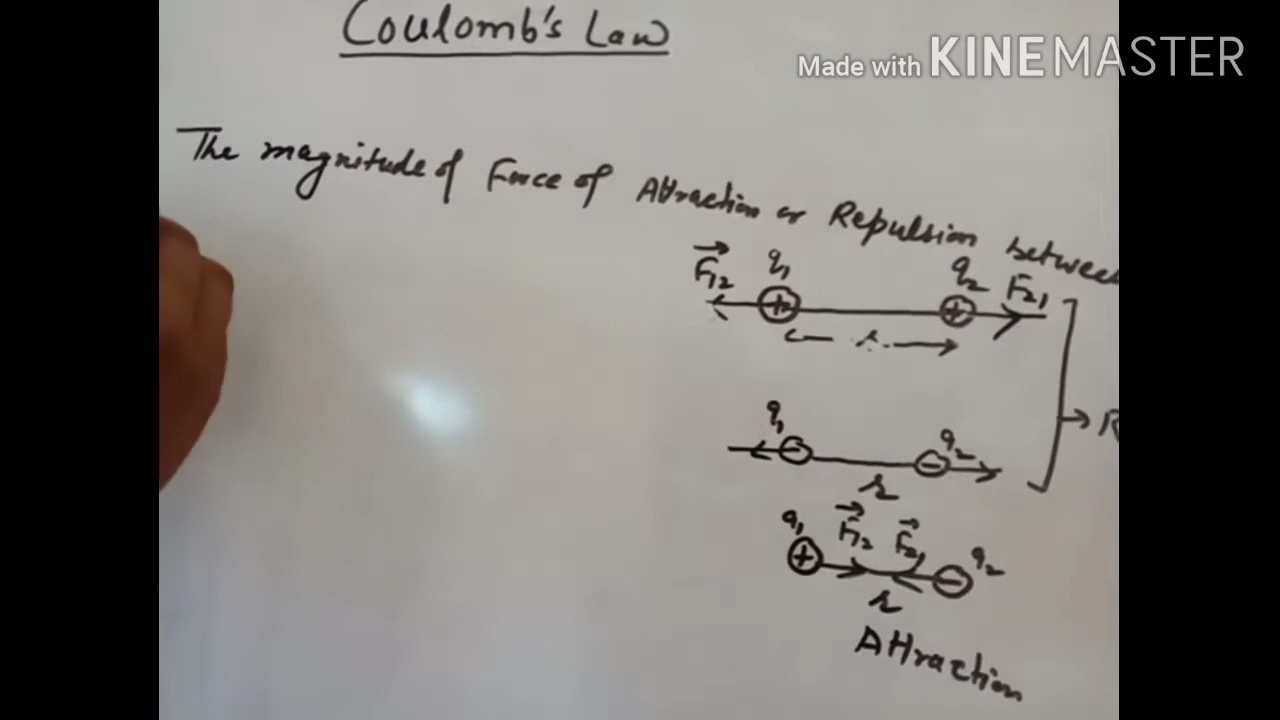 Coulomb's Law
Made with KINEMASTER
The magnitude of Force of Attraction or Repulsion between
F12 q1 q2 F21
+ +
r
q1 q2
- -
r
q1 F12 F21 q2
+ -
r
Attraction